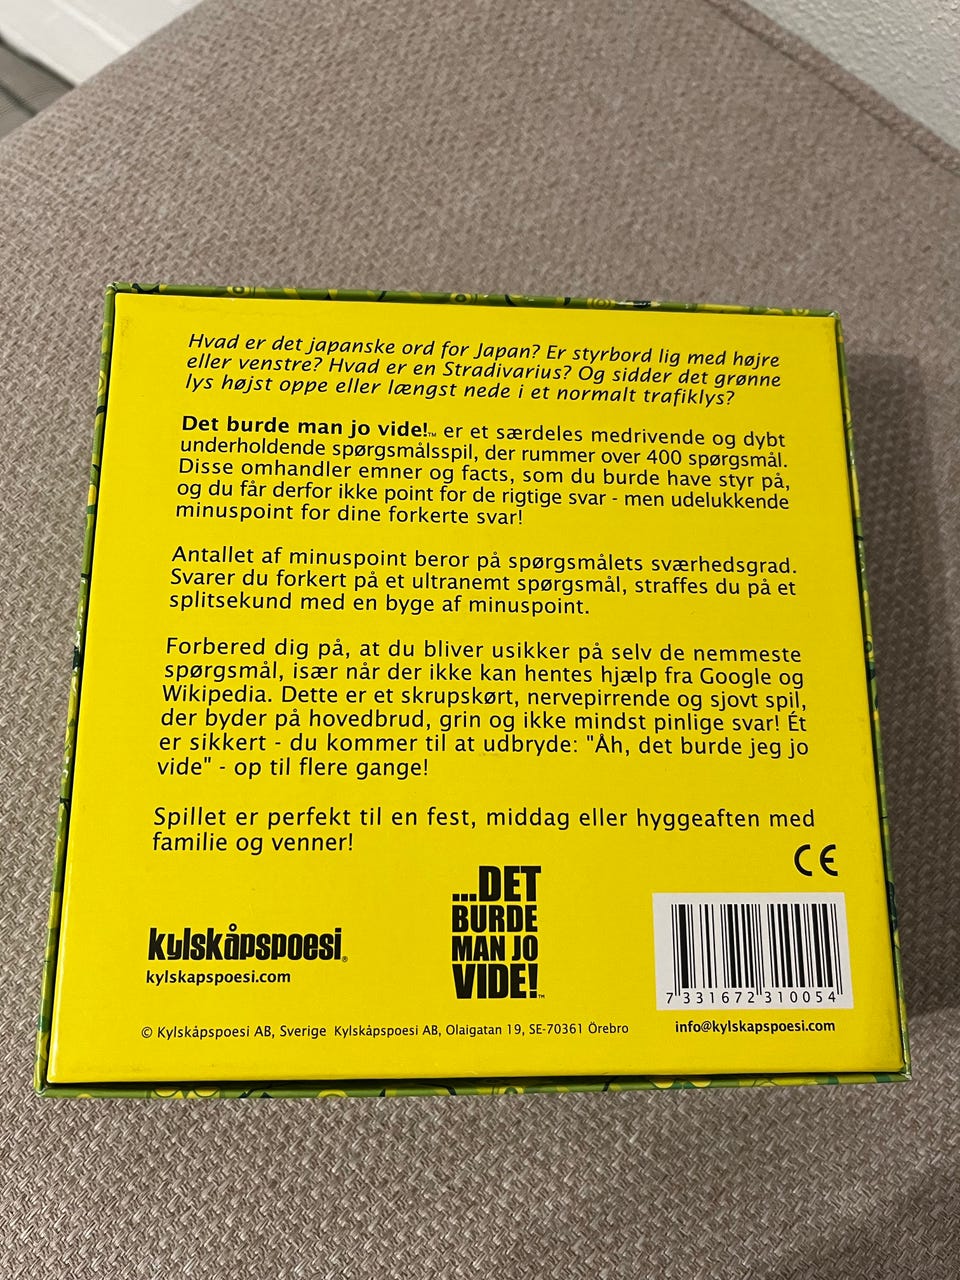 Hvad er det japanske ord for Japan? Er styrbord lig med højre
eller venstre? Hvad er en Stradivarius? Og sidder det grønne
lys højst oppe eller længst nede i et normalt trafiklys?
Det burde man jo vide!™ er et særdeles medrivende og dybt
underholdende spørgsmålsspil, der rummer over 400 spørgsmål.
Disse omhandler emner og facts, som du burde have styr på,
og du får derfor ikke point for de rigtige svar - men udelukkende
minuspoint for dine forkerte svar!
Antallet af minuspoint beror på spørgsmålets sværhedsgrad.
Svarer du forkert på et ultranemt spørgsmål, straffes du på et
splitsekund med en byge af minuspoint.
Forbered dig på, at du bliver usikker på selv de nemmeste
spørgsmål, især når der ikke kan hentes hjælp fra Google og
Wikipedia. Dette er et skrupskørt, nervepirrende og sjovt spil,
der byder på hovedbrud, grin og ikke mindst pinlige svar! Ét
er sikkert - du kommer til at udbryde: "Åh, det burde jeg jo
vide" - op til flere gange!
Spillet er perfekt til en fest, middag eller hyggeaften med
familie og venner!
CE
...DET
BURDE
MAN JO
VIDE!™
kylskåpspoesi®
kylskapspoesi.com
7 331672 310054
© Kylskåpspoesi AB, Sverige Kylskåpspoesi AB, Olaigatan 19, SE-70361 Örebro
info@kylskapspoesi.com